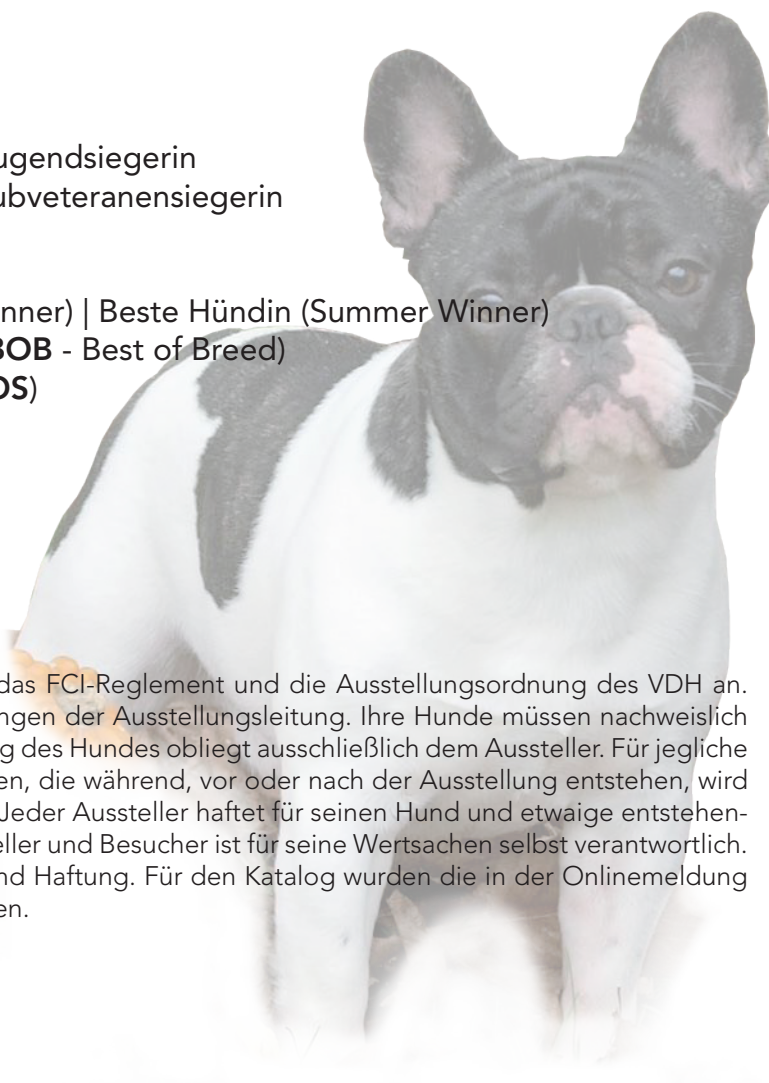 ugendsiegerin
ubveteranensiegerin
nner) | Beste Hündin (Summer Winner)
BOB - Best of Breed)
OS)
das FCI-Reglement und die Ausstellungsordnung des VDH an.
ngen der Ausstellungsleitung. Ihre Hunde müssen nachweislich
g des Hundes obliegt ausschließlich dem Aussteller. Für jegliche
en, die während, vor oder nach der Ausstellung entstehen, wird
Jeder Aussteller haftet für seinen Hund und etwaige entstehen-
eller und Besucher ist für seine Wertsachen selbst verantwortlich.
nd Haftung. Für den Katalog wurden die in der Onlinemeldung
en.